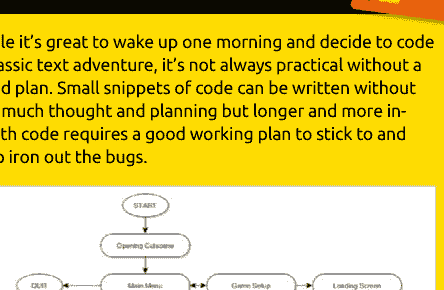 le it’s great to wake up one morning and decide to code
assic text adventure, it’s not always practical without a
d plan. Small snippets of code can be written without
much thought and planning but longer and more in-
th code requires a good working plan to stick to and
o iron out the bugs.
START
Opening Cutscene
QUIT Main Menu Game Setup Loading Screen